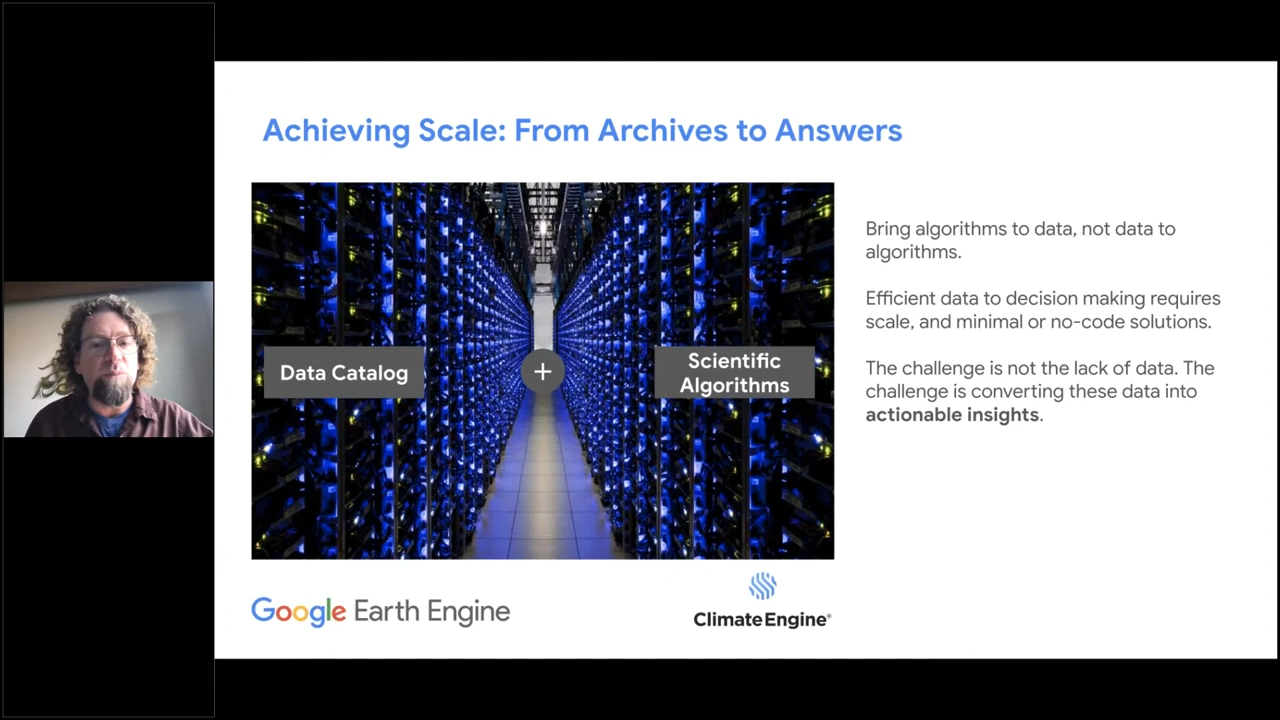 Achieving Scale: From Archives to Answers
Data Catalog
+
Scientific
Algorithms
Bring algorithms to data, not data to
algorithms.
Efficient data to decision making requires
scale, and minimal or no-code solutions.
The challenge is not the lack of data. The
challenge is converting these data into
actionable insights.
Google Earth Engine
ClimateEngine®